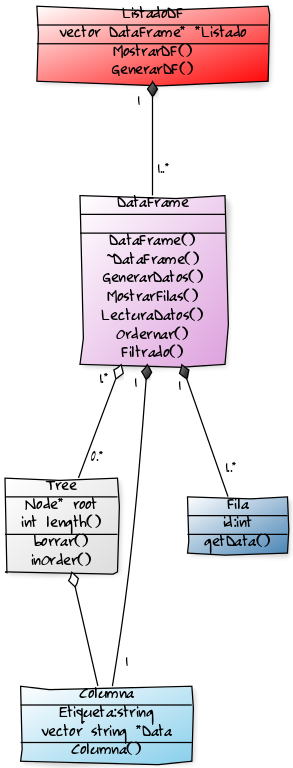 ListadoDF
vector DataFrame* *Listado
MostrarDF()
GenerarDF()
1
1..*
DataFrame
DataFrame()
~DataFrame()
GenerarDatos()
MostrarFilas()
LecturaDatos()
Ordernar()
Filtrado()
1.*
1
1
0..*
1..*
Tree
Node* root
int length()
borrar()
inOrder()
Fila
id:int
getData()
1
Columna
Etiqueta:string
vector string *Data
Columna()